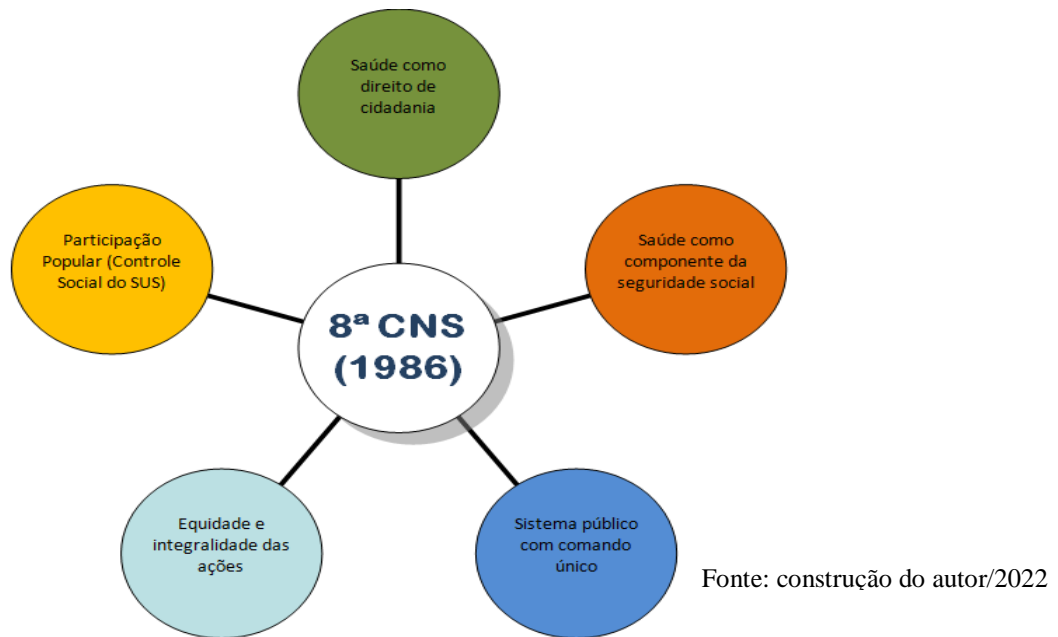 Saúde como
direito de
cidadania
Participação
Popular (Controle
Social do SUS)
Saúde como
componente da
seguridade social
8ª CNS
(1986)
Equidade e
integralidade das
ações
Sistema público
com comando
único
Fonte: construção do autor/2022